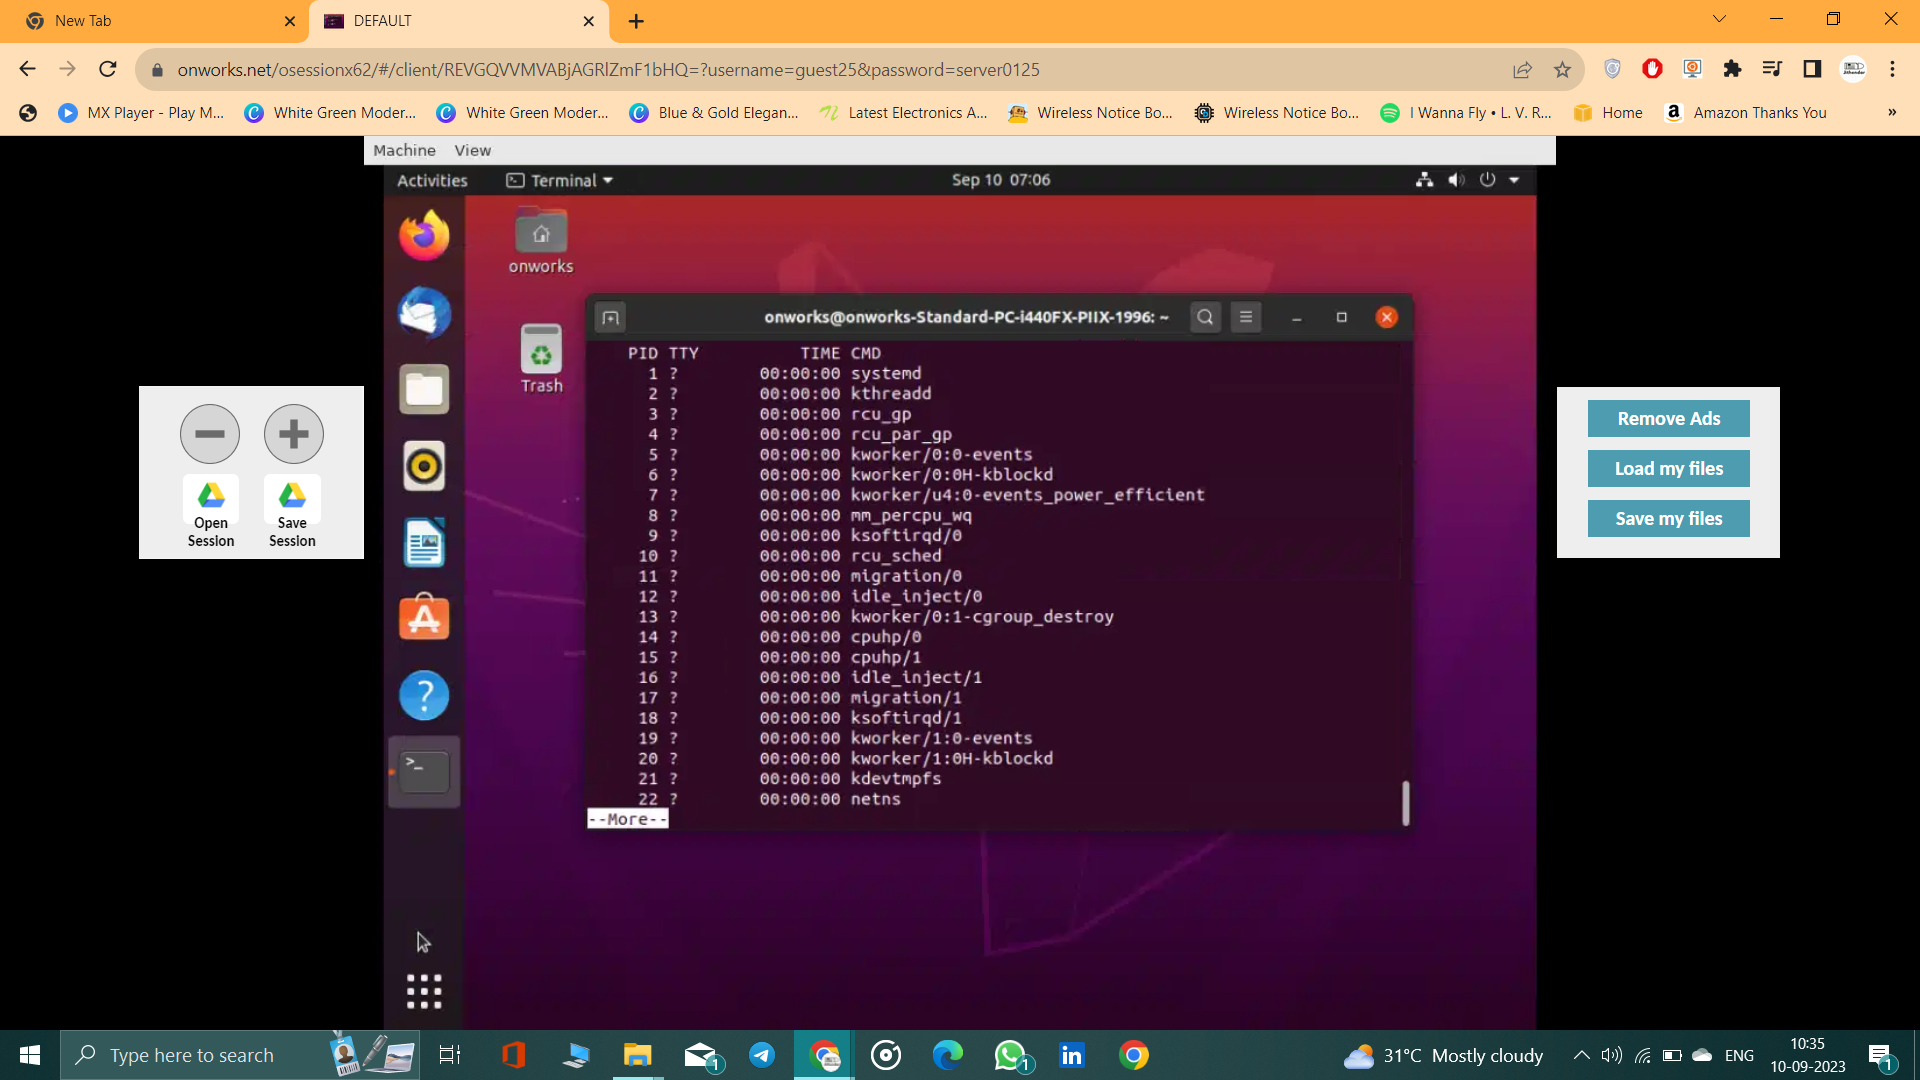 New Tab
DEFAULT
onworks.net/osessionx62/#/client/REVGQVVMVABjAGRlZmF1bHQ=?username=guest25&password=server0125
MX Player - Play M...
White Green Moder...
White Green Moder...
Blue & Gold Elegan...
Latest Electronics A...
Wireless Notice Bo...
Wireless Notice Bo...
I Wanna Fly • L. V. R...
Home
Amazon Thanks You
»
Machine View
Activities
Terminal
Sep 10 07:06
onworks
Trash
onworks@onworks-Standard-PC-i440FX-PIIX-1996: ~
PID TTY TIME CMD
1 ? 00:00:00 systemd
2 ? 00:00:00 kthreadd
3 ? 00:00:00 rcu_gp
4 ? 00:00:00 rcu_par_gp
5 ? 00:00:00 kworker/0:0-events
6 ? 00:00:00 kworker/0:0H-kblockd
7 ? 00:00:00 kworker/u4:0-events_power_efficient
8 ? 00:00:00 mm_percpu_wq
9 ? 00:00:00 ksoftirqd/0
10 ? 00:00:00 rcu_sched
11 ? 00:00:00 migration/0
12 ? 00:00:00 idle_inject/0
13 ? 00:00:00 kworker/0:1-cgroup_destroy
14 ? 00:00:00 cpuhp/0
15 ? 00:00:00 cpuhp/1
16 ? 00:00:00 idle_inject/1
17 ? 00:00:00 migration/1
18 ? 00:00:00 ksoftirqd/1
19 ? 00:00:00 kworker/1:0-events
20 ? 00:00:00 kworker/1:0H-kblockd
21 ? 00:00:00 kdevtmpfs
22 ? 00:00:00 netns
--More--
Open Session
Save Session
Remove Ads
Load my files
Save my files
Type here to search
1
1
31°C Mostly cloudy
ENG
10:35
10-09-2023
1